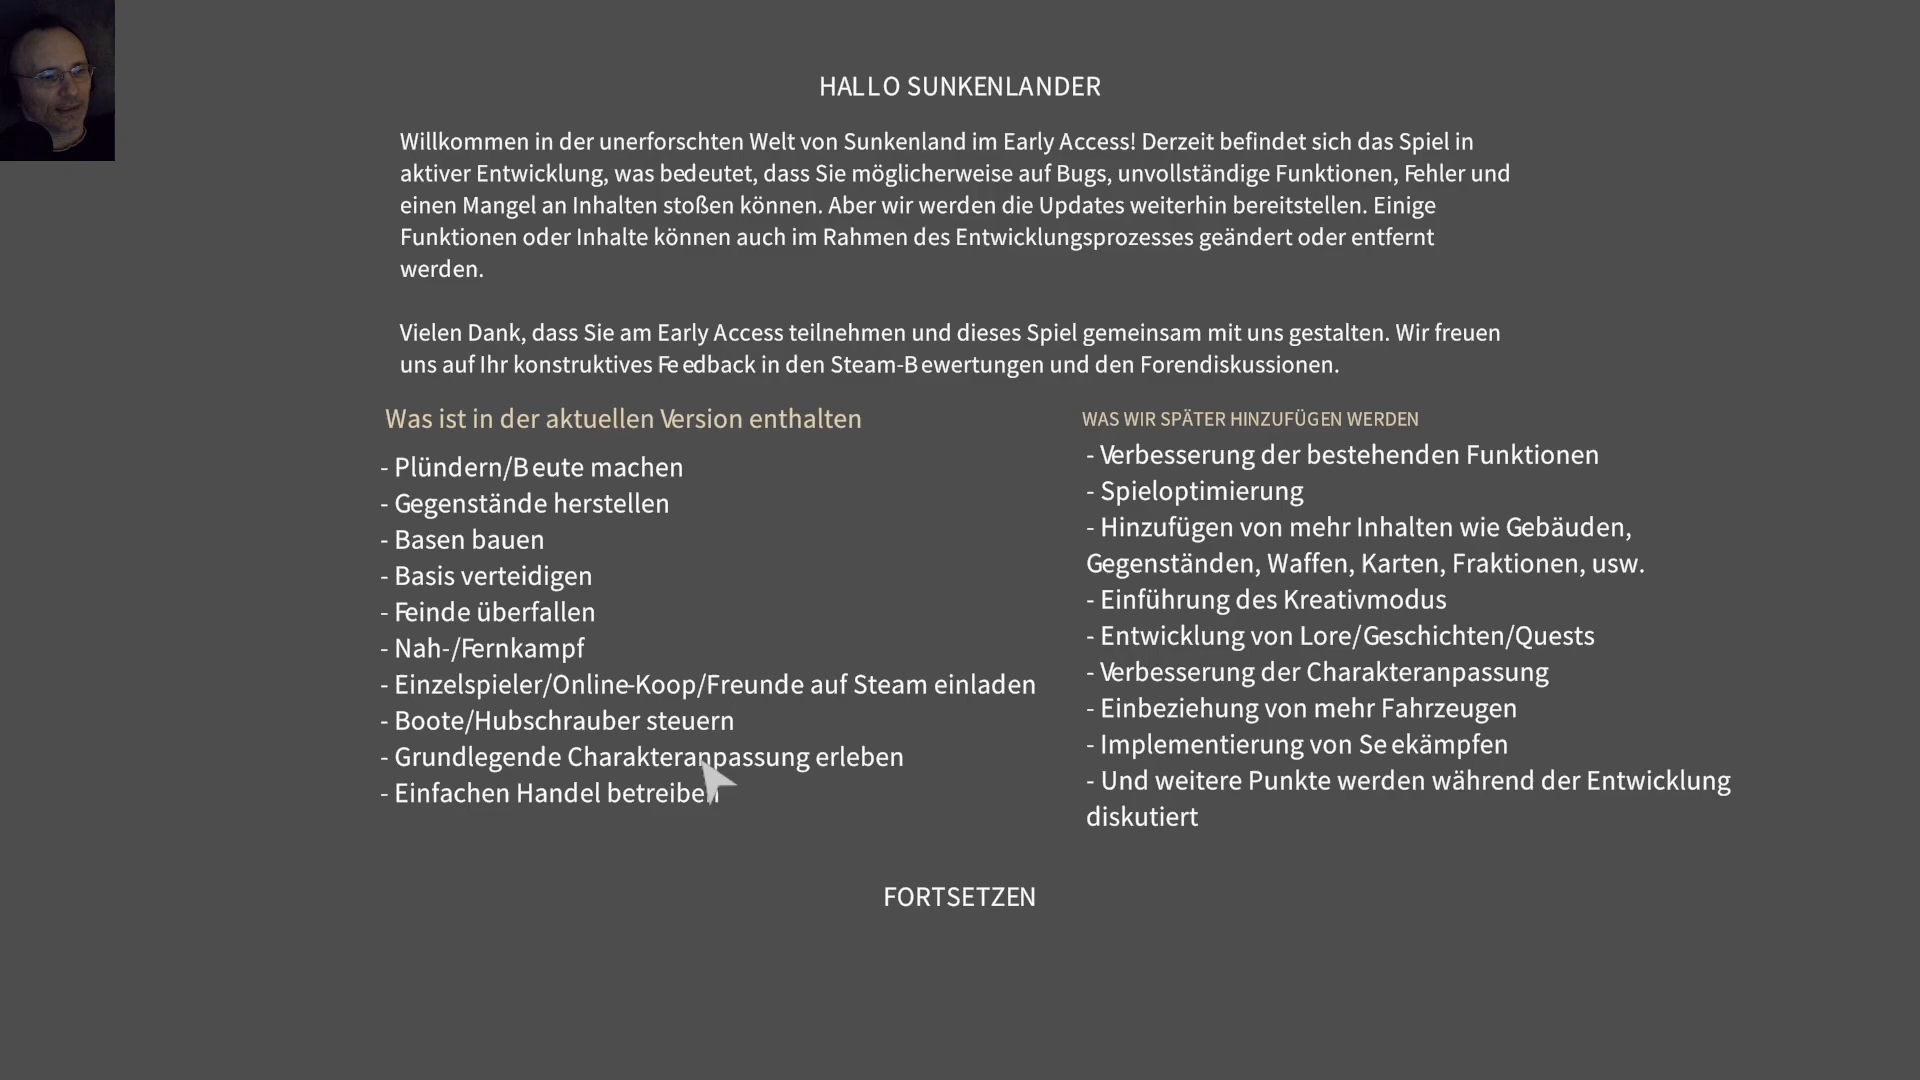 HALLO SUNKENLANDER
Willkommen in der unerforschten Welt von Sunkenland im Early Access! Derzeit befindet sich das Spiel in
aktiver Entwicklung, was bedeutet, dass Sie möglicherweise auf Bugs, unvollständige Funktionen, Fehler und
einen Mangel an Inhalten stoßen können. Aber wir werden die Updates weiterhin bereitstellen. Einige
Funktionen oder Inhalte können auch im Rahmen des Entwicklungsprozesses geändert oder entfernt
werden.
Vielen Dank, dass Sie am Early Access teilnehmen und dieses Spiel gemeinsam mit uns gestalten. Wir freuen
uns auf Ihr konstruktives Feedback in den Steam-Bewertungen und den Forendiskussionen.
Was ist in der aktuellen Version enthalten
- Plündern/Beute machen
- Gegenstände herstellen
- Basen bauen
- Basis verteidigen
- Feinde überfallen
- Nah-/Fernkampf
- Einzelspieler/Online-Koop/Freunde auf Steam einladen
- Boote/Hubschrauber steuern
- Grundlegende Charakteranpassung erleben
- Einfachen Handel betreiben
WAS WIR SPÄTER HINZUFÜGEN WERDEN
- Verbesserung der bestehenden Funktionen
- Spieloptimierung
- Hinzufügen von mehr Inhalten wie Gebäuden,
Gegenständen, Waffen, Karten, Fraktionen, usw.
- Einführung des Kreativmodus
- Entwicklung von Lore/Geschichten/Quests
- Verbesserung der Charakteranpassung
- Einbeziehung von mehr Fahrzeugen
- Implementierung von Seekämpfen
- Und weitere Punkte werden während der Entwicklung
diskutiert
FORTSETZEN